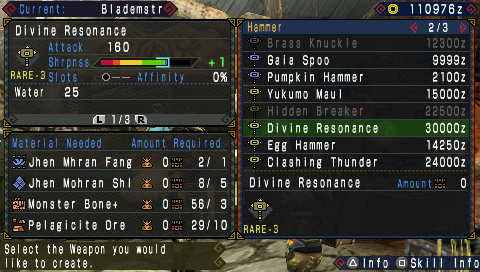 Current: Blademstr
110976z
Divine Resonance
Attack 160
Shrpnss +1
RARE-3 Slots Affinity 0%
Water 25
L 1/3 R
Material Needed Amount Required
Jhen Mhran Fang 0 2/ 1
Jhen Mohran Shl 0 8/ 5
Monster Bone+ 0 56/ 3
Pelagicite Ore 0 29/10
Select the Weapon you would
like to create.
Hammer 2/3
Brass Knuckle 12300z
Gaia Spoo 9999z
Pumpkin Hammer 2100z
Yukumo Maul 15000z
Hidden Breaker 22500z
Divine Resonance 30000z
Egg Hammer 14250z
Clashing Thunder 24000z
Divine Resonance Amount 0
RARE-3
Info Skill Info